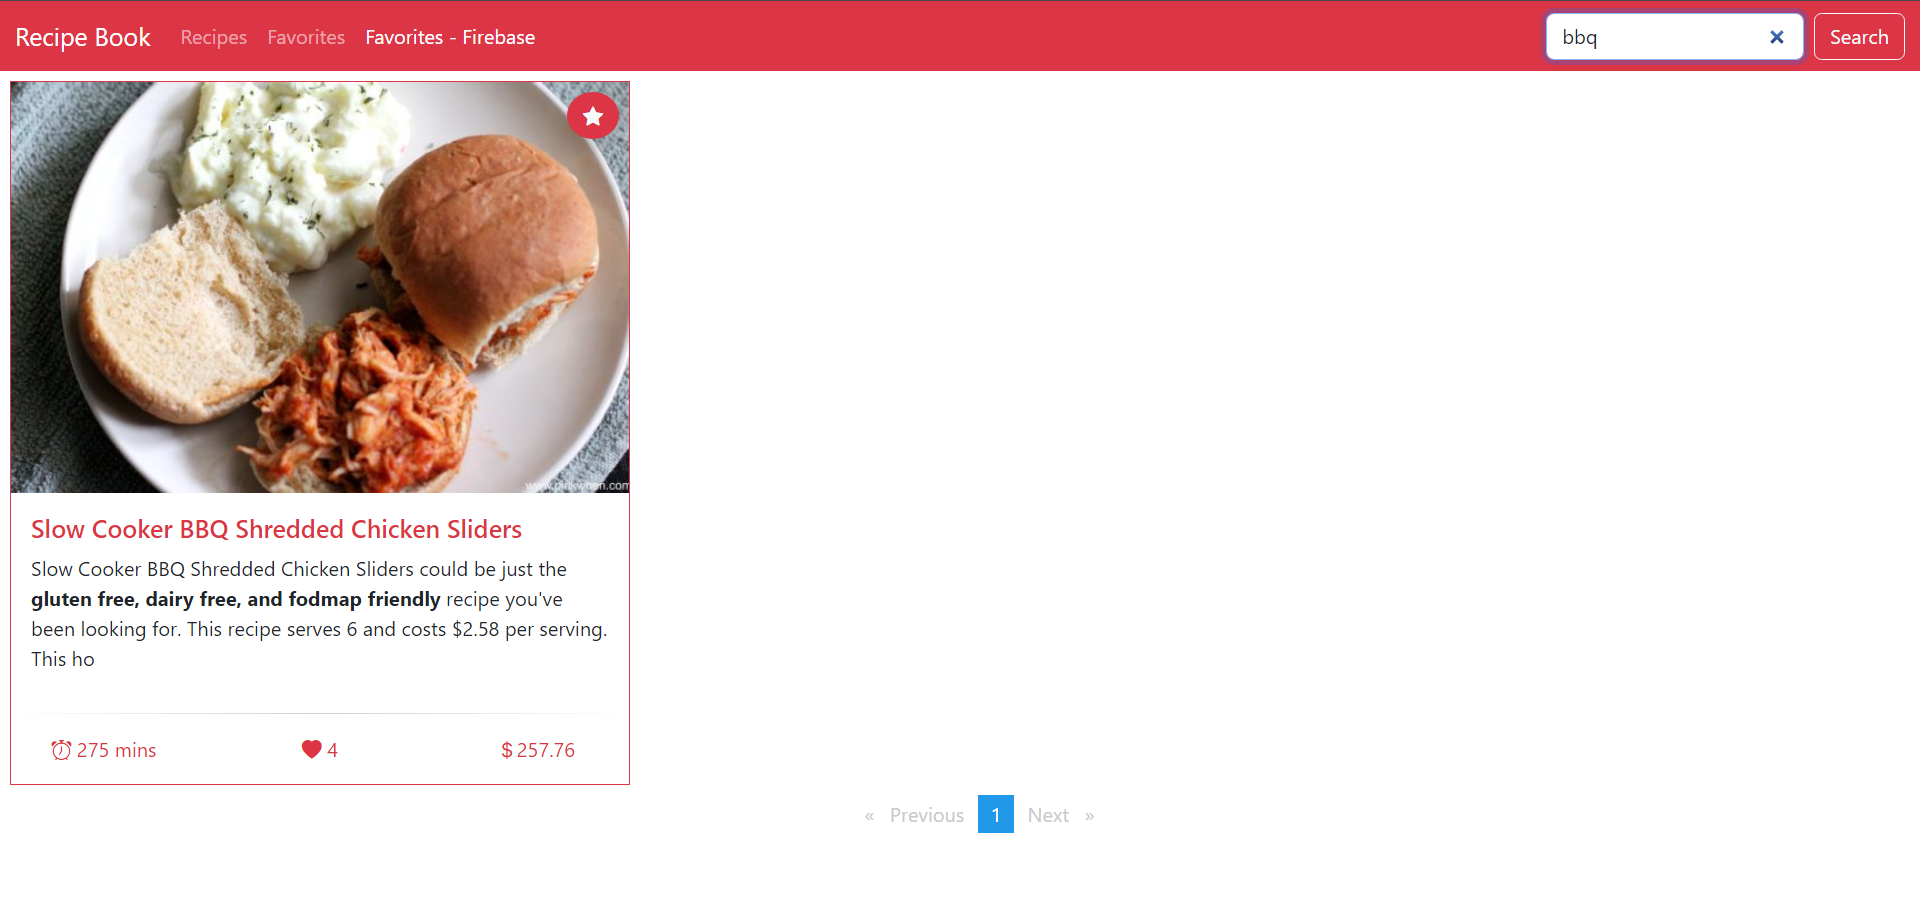 Recipe Book Recipes Favorites Favorites - Firebase bbq Search
Slow Cooker BBQ Shredded Chicken Sliders
Slow Cooker BBQ Shredded Chicken Sliders could be just the
gluten free, dairy free, and fodmap friendly recipe you've
been looking for. This recipe serves 6 and costs $2.58 per serving.
This ho
275 mins 4 $ 257.76
« Previous 1 Next »